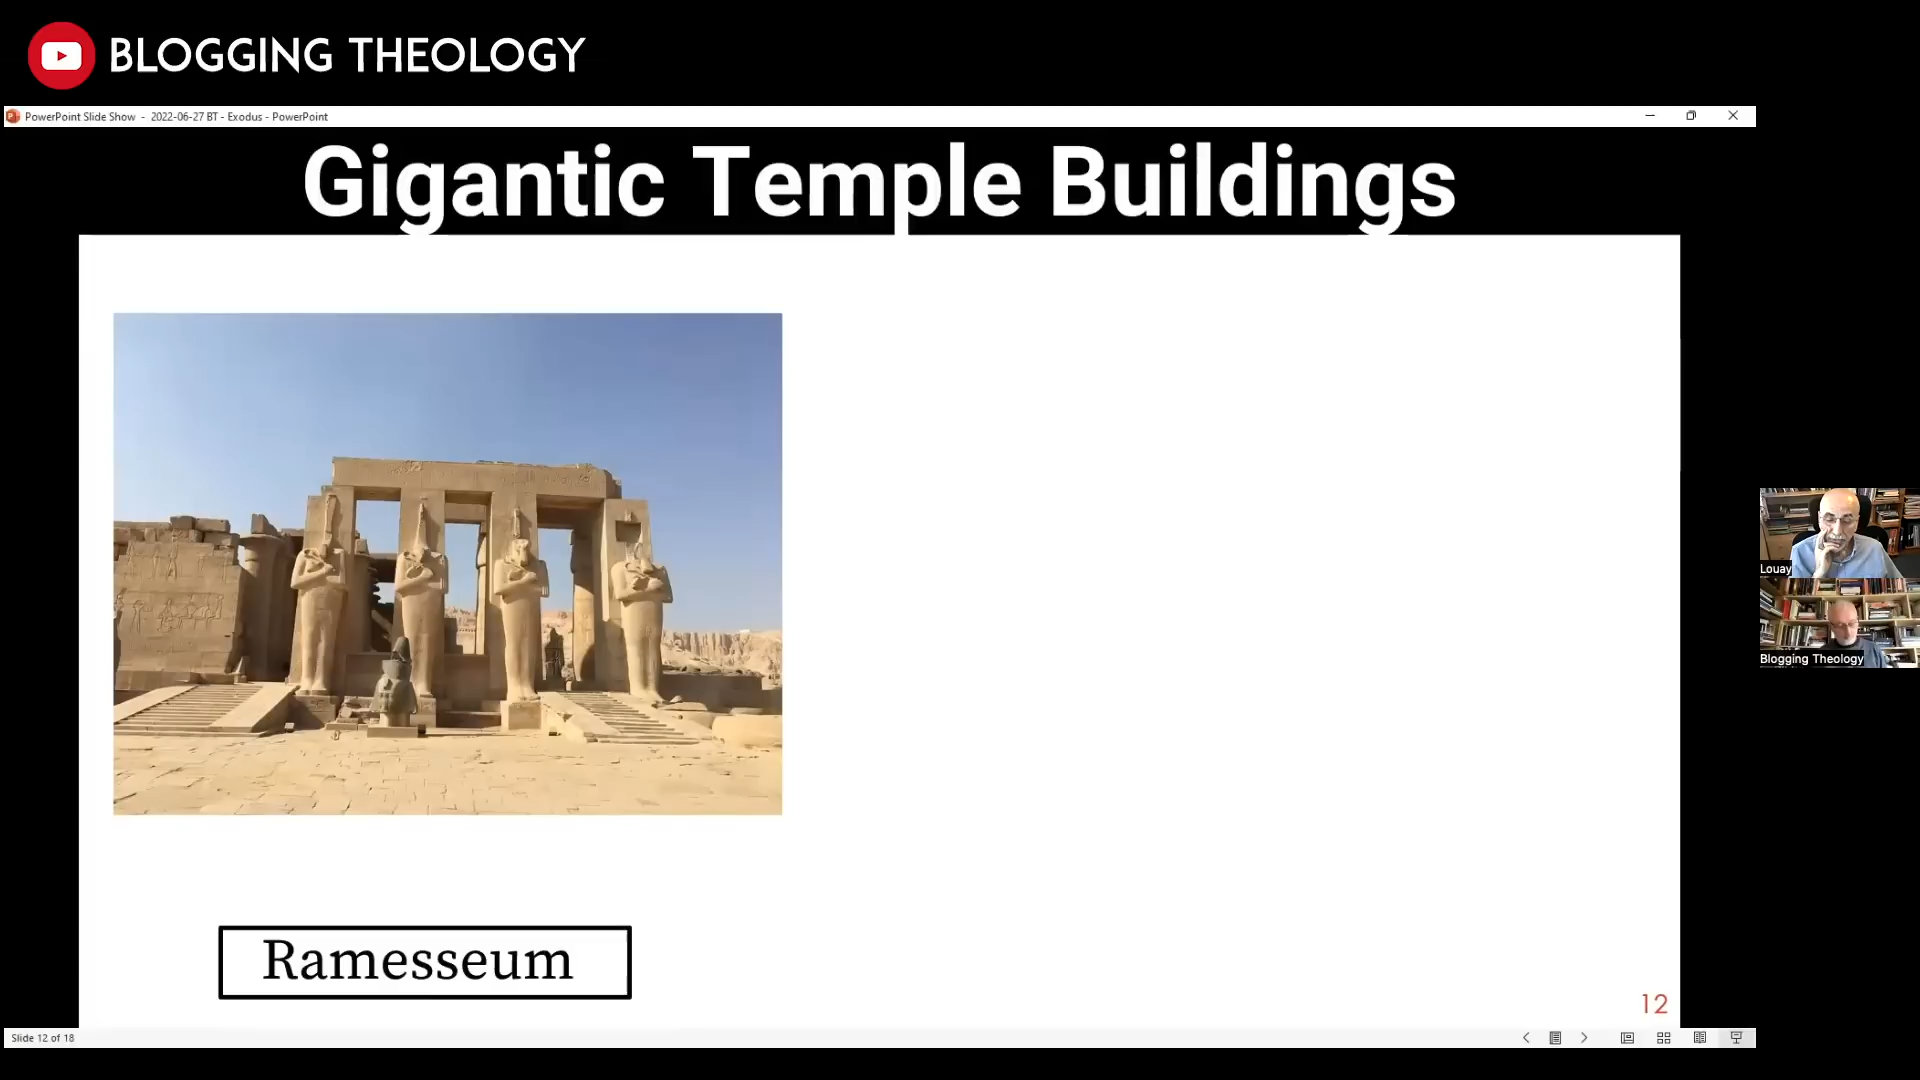 BLOGGING THEOLOGY
PowerPoint Slide Show - 2022-06-27 BT - Exodus - PowerPoint
Gigantic Temple Buildings
Louay
Blogging Theology
Ramesseum
12
Slide 12 of 18